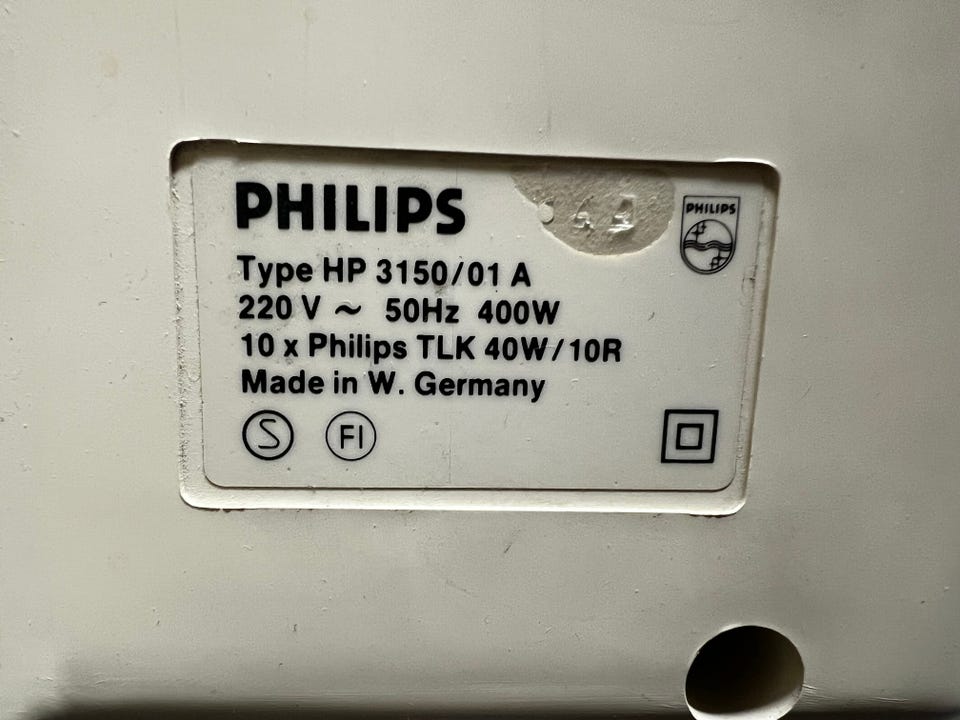 PHILIPS
PHILIPS
Type HP 3150/01 A
220 V ~ 50Hz 400W
10 x Philips TLK 40W/10R
Made in W. Germany
S FI